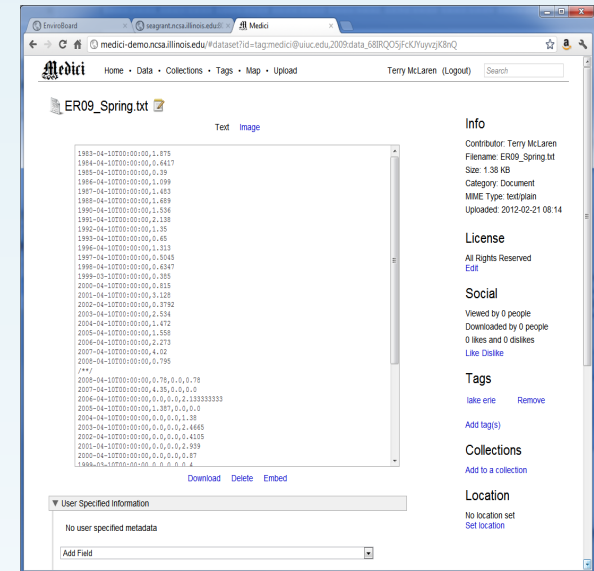 EnviroBoard
seagrant.ncsa.illinois.edu/
Medici
medici-demo.ncsa.illinois.edu/#dataset?id=tag:medici@uiuc.edu,2009:data_68IRQO5jFcKJYuyvzjK8nQ
Medici Home • Data • Collections • Tags • Map • Upload Terry McLaren (Logout) Search
ER09_Spring.txt
Text Image
1983-04-10T00:00:00,1.875
1984-04-10T00:00:00,0.6417
1985-04-10T00:00:00,0.39
1986-04-10T00:00:00,1.099
1987-04-10T00:00:00,1.483
1988-04-10T00:00:00,1.689
1990-04-10T00:00:00,1.536
1991-04-10T00:00:00,2.138
1992-04-10T00:00:00,1.35
1993-04-10T00:00:00,0.65
1996-04-10T00:00:00,1.313
1997-04-10T00:00:00,0.5045
1998-04-10T00:00:00,0.6347
1999-03-10T00:00:00,0.385
2000-04-10T00:00:00,0.815
2001-04-10T00:00:00,3.128
2002-04-10T00:00:00,0.3792
2003-04-10T00:00:00,2.534
2004-04-10T00:00:00,1.472
2005-04-10T00:00:00,1.558
2006-04-10T00:00:00,2.273
2007-04-10T00:00:00,4.02
2008-04-10T00:00:00,0.795
/**/
2008-04-10T00:00:00,0.78,0.0,0.78
2007-04-10T00:00:00,4.35,0.0,0.0
2006-04-10T00:00:00,0.0,0.0,2.133333333
2005-04-10T00:00:00,1.387,0.0,0.0
2004-04-10T00:00:00,0.0,0.0,1.38
2003-04-10T00:00:00,0.0,0.0,2.4665
2002-04-10T00:00:00,0.0,0.0,0.4105
2001-04-10T00:00:00,0.0,0.0,2.939
2000-04-10T00:00:00,0.0,0.0,0.87
1999-03-10T00:00:00,0.0,0.0,0.4
Download Delete Embed
User Specified Information
No user specified metadata
Add Field
Info
Contributor: Terry McLaren
Filename: ER09_Spring.txt
Size: 1.38 KB
Category: Document
MIME Type: text/plain
Uploaded: 2012-02-21 08:14
License
All Rights Reserved
Edit
Social
Viewed by 0 people
Downloaded by 0 people
0 likes and 0 dislikes
Like Dislike
Tags
lake erie Remove
Add tag(s)
Collections
Add to a collection
Location
No location set
Set location